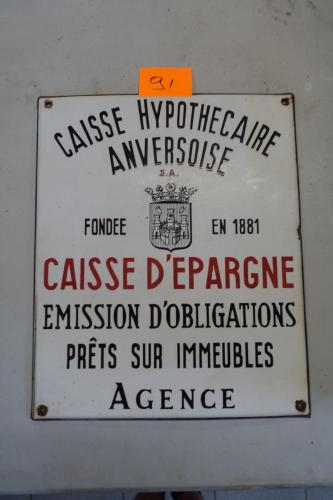 91
CAISSE HYPOTHECAIRE
ANVERSOISE
S.A.
FONDEE EN 1881
CAISSE D'EPARGNE
EMISSION D'OBLIGATIONS
PRÊTS SUR IMMEUBLES
AGENCE